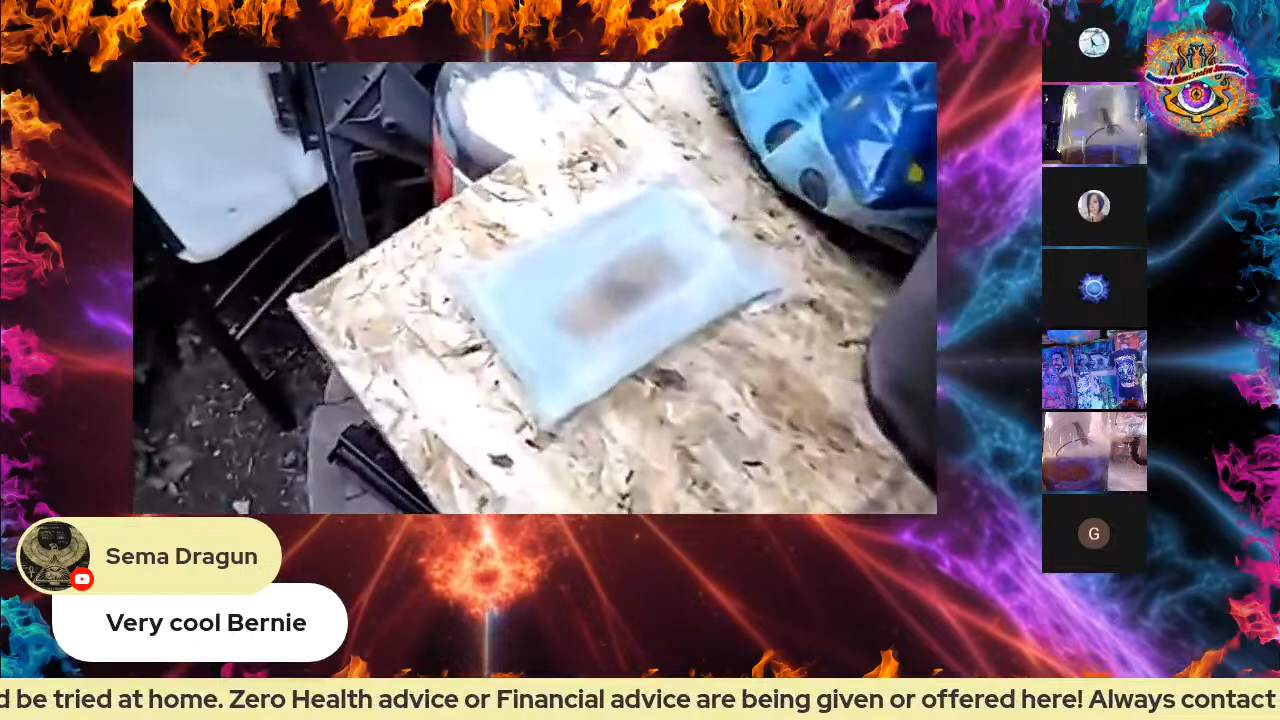 Sema Dragun
Very cool Bernie
G
d be tried at home. Zero Health advice or Financial advice are being given or offered here! Always contact